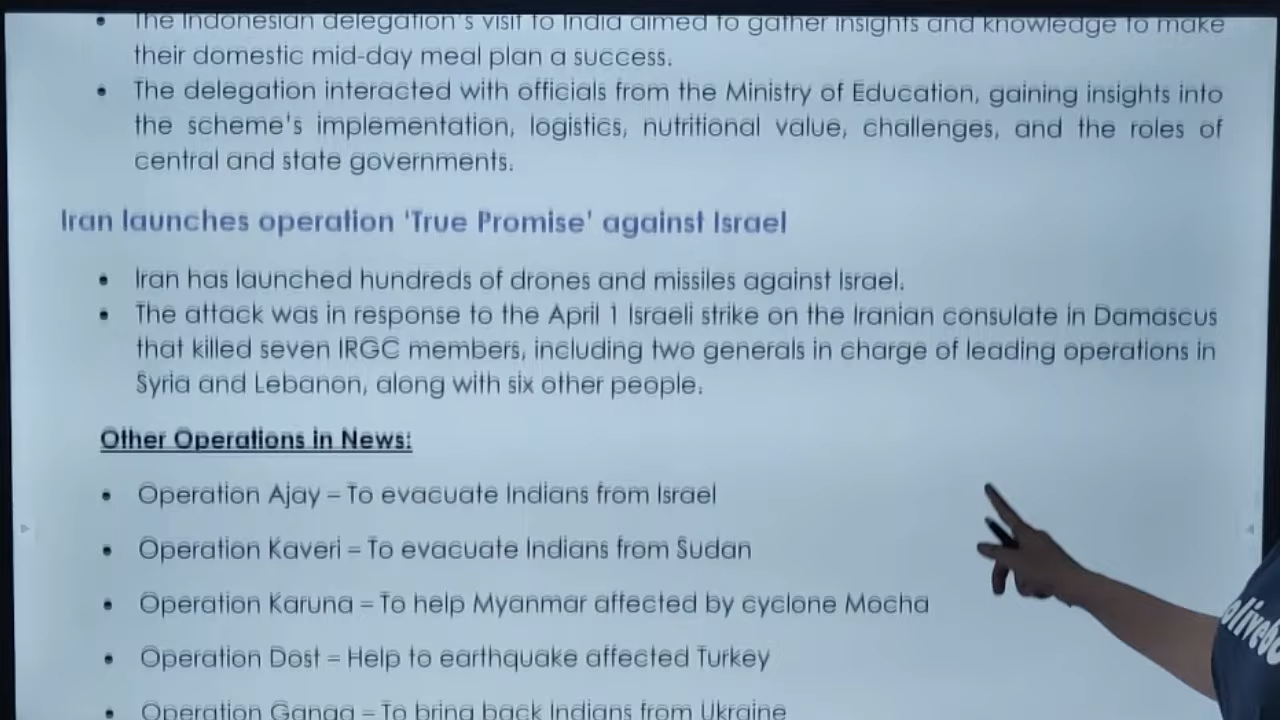 • The Indonesian delegation's visit to India aimed to gather insights and knowledge to make
their domestic mid-day meal plan a success.
• The delegation interacted with officials from the Ministry of Education, gaining insights into
the scheme's implementation, logistics, nutritional value, challenges, and the roles of
central and state governments.
Iran launches operation 'True Promise' against Israel
• Iran has launched hundreds of drones and missiles against Israel.
• The attack was in response to the April 1 Israeli strike on the Iranian consulate in Damascus
that killed seven IRGC members, including two generals in charge of leading operations in
Syria and Lebanon, along with six other people.
Other Operations in News:
• Operation Ajay = To evacuate Indians from Israel
• Operation Kaveri = To evacuate Indians from Sudan
• Operation Karuna = To help Myanmar affected by cyclone Mocha
• Operation Dost = Help to earthquake affected Turkey
• Operation Ganga = To bring back Indians from Ukraine